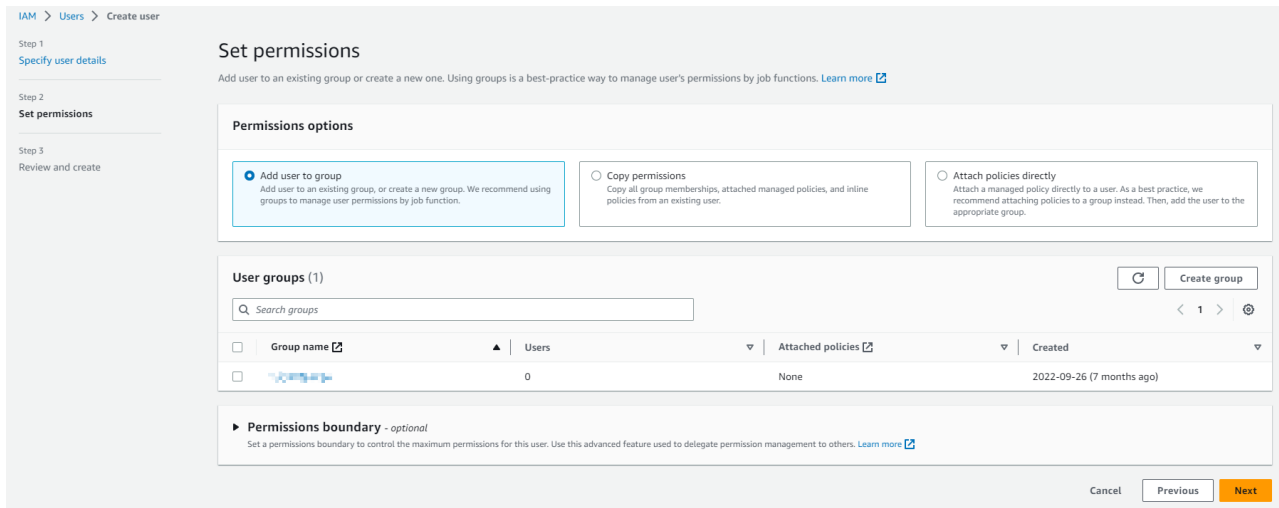 IAM > Users > Create user
Step 1
Specify user details
Step 2
Set permissions
Step 3
Review and create
Set permissions
Add user to an existing group or create a new one. Using groups is a best-practice way to manage user's permissions by job functions. Learn more
Permissions options
Add user to group
Add user to an existing group, or create a new group. We recommend using
groups to manage user permissions by job function.
Copy permissions
Copy all group memberships, attached managed policies, and inline
policies from an existing user.
Attach policies directly
Attach a managed policy directly to a user. As a best practice, we
recommend attaching policies to a group instead. Then, add the user to the
appropriate group.
User groups (1)
Create group
Search groups
< 1 >
Group name Users Attached policies Created
0 None 2022-09-26 (7 months ago)
Permissions boundary - optional
Set a permissions boundary to control the maximum permissions for this user. Use this advanced feature used to delegate permission management to others. Learn more
Cancel Previous Next